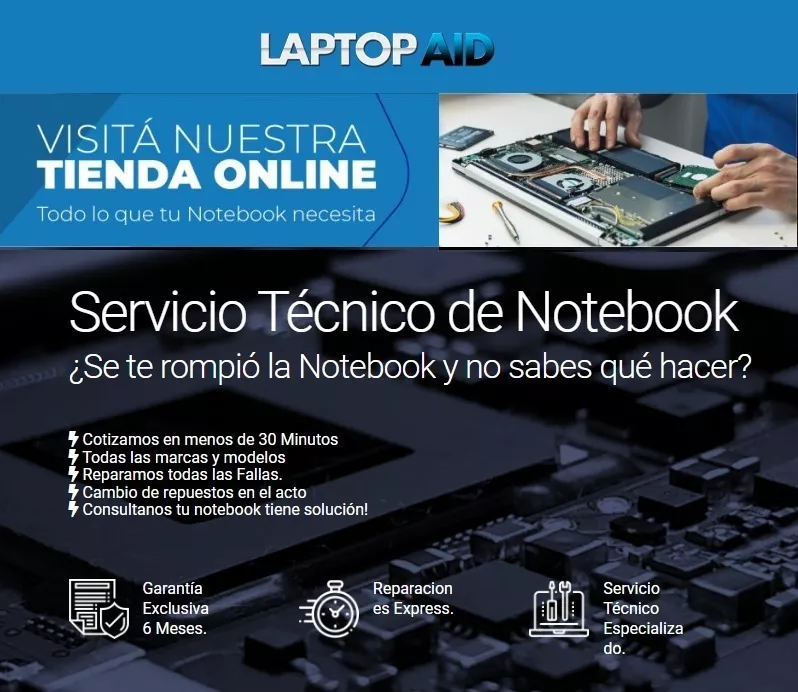 LAPTOP AID
VISITÁ NUESTRA
TIENDA ONLINE
Todo lo que tu Notebook necesita
Servicio Técnico de Notebook
¿Se te rompió la Notebook y no sabes qué hacer?
Cotizamos en menos de 30 Minutos
Todas las marcas y modelos
Reparamos todas las Fallas.
Cambio de repuestos en el acto
Consultanos tu notebook tiene solución!
Garantía
Exclusiva
6 Meses.
Reparacion
es Express.
Servicio
Técnico
Especializa
do.